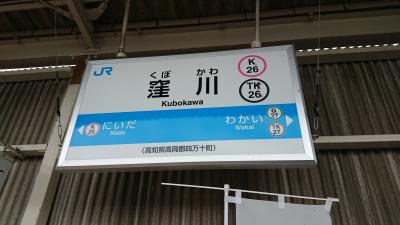 JR
くぼ かわ
窪川
Kubokawa
K
26
TK
26
K
25
にいだ
Niida
わかい
Wakai
G
27
TK
27
(高知県高岡郡四万十町)